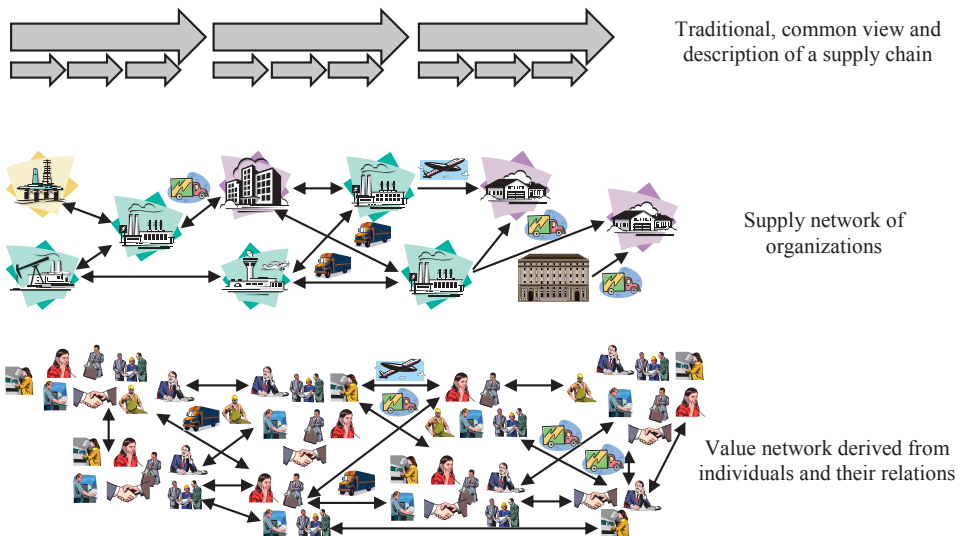 Traditional, common view and
description of a supply chain
Supply network of
organizations
Value network derived from
individuals and their relations